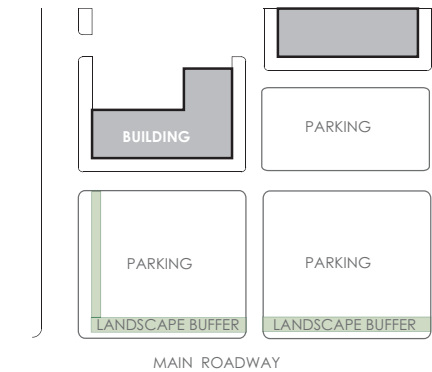 BUILDING
PARKING
PARKING
PARKING
LANDSCAPE BUFFER
LANDSCAPE BUFFER
MAIN ROADWAY